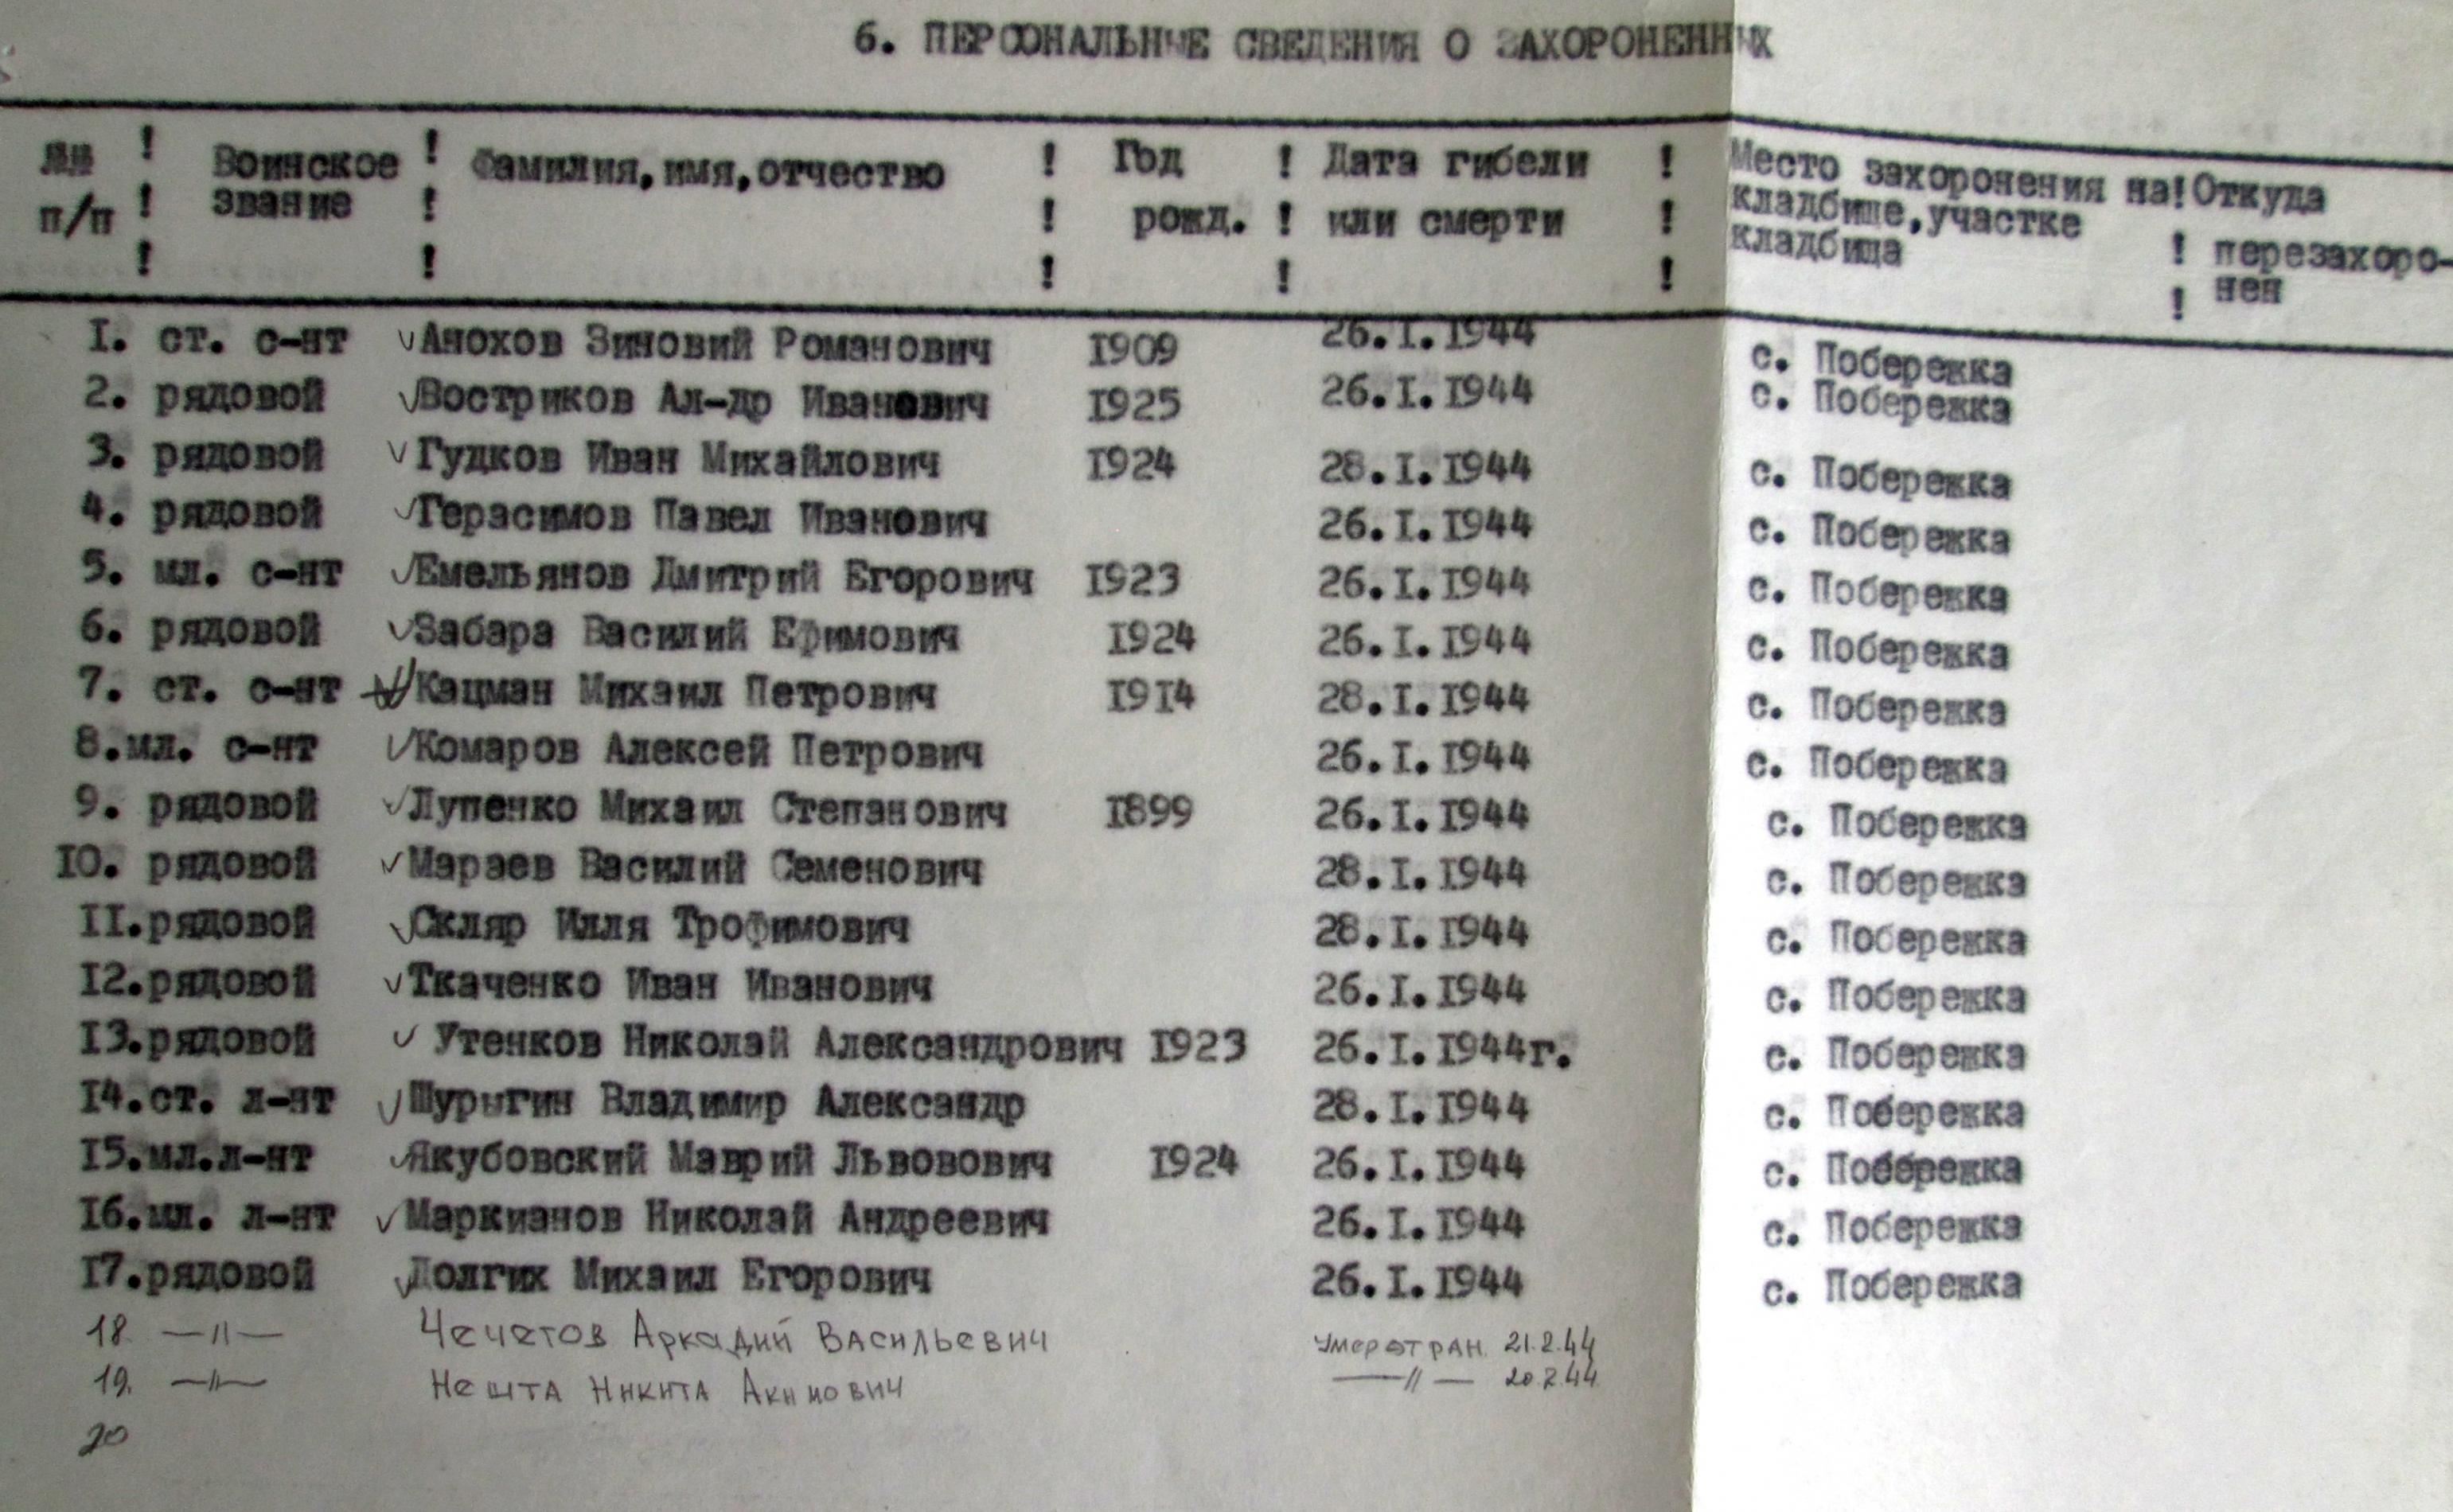 6. ПЕРСОНАЛЬНЫЕ СВЕДЕНИЯ О ЗАХОРОНЕННЫХ
№№ п/п ! Воинское звание ! Фамилия,имя,отчество ! Год рожд. ! Дата гибели или смерти ! Место захоронения на кладбище,участке кладбища ! Откуда перезахоро-нен
I. ст. с-нт Анохов Зиновий Романович I909 26.I.I944 с. Побережка
2. рядовой Востриков Ал-др Иванович I925 26.I.I944 с. Побережка
3. рядовой Гудков Иван Михайлович I924 28.I.I944 с. Побережка
4. рядовой Герасимов Павел Иванович 26.I.I944 с. Побережка
5. мл. с-нт Емельянов Дмитрий Егорович I923 26.I.I944 с. Побережка
6. рядовой Забара Василий Ефимович I924 26.I.I944 с. Побережка
7. ст. с-нт Кацман Михаил Петрович I9I4 28.I.I944 с. Побережка
8.мл. с-нт Комаров Алексей Петрович 26.I.I944 с. Побережка
9. рядовой Лупенко Михаил Степанович I899 26.I.I944 с. Побережка
IO. рядовой Мараев Василий Семенович 28.I.I944 с. Побережка
II.рядовой Скляр Илля Трофимович 28.I.I944 с. Побережка
I2.рядовой Ткаченко Иван Иванович 26.I.I944 с. Побережка
I3.рядовой Утенков Николай Александрович I923 26.I.I944г. с. Побережка
I4.ст. л-нт Шурыгин Владимир Александр 28.I.I944 с. Побережка
I5.мл.л-нт Якубовский Маврий Львовович I924 26.I.I944 с. Побережка
I6.мл. л-нт Маркианов Николай Андреевич 26.I.I944 с. Побережка
I7.рядовой Долгих Михаил Егорович 26.I.I944 с. Побережка
18. —//— Чечетов Аркадий Васильевич умер от ран. 21.2.44
19. —//— Нешта Никита Акимович —//— 20.2.44
20